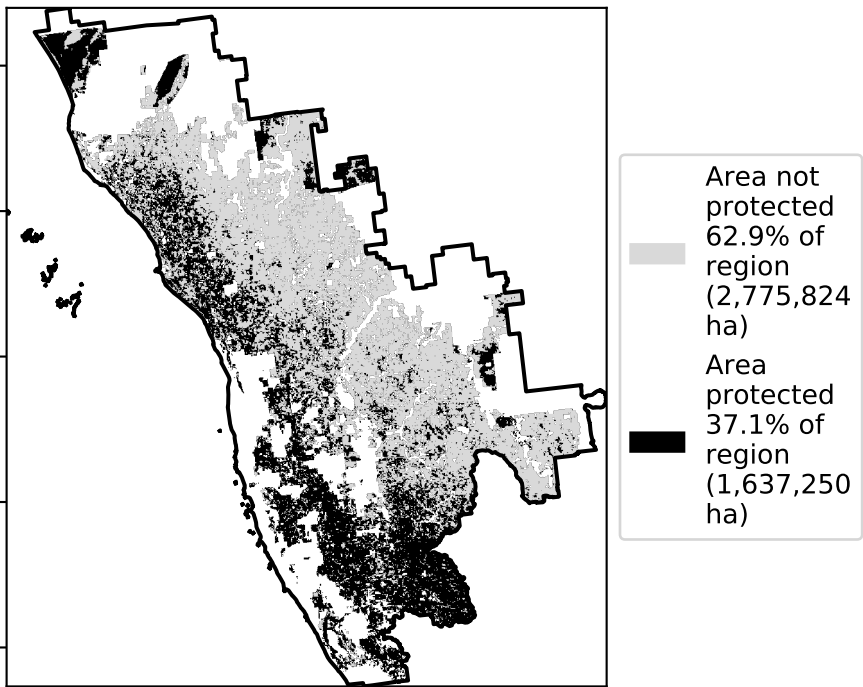 Area not
protected
62.9% of
region
(2,775,824
ha)
Area
protected
37.1% of
region
(1,637,250
ha)